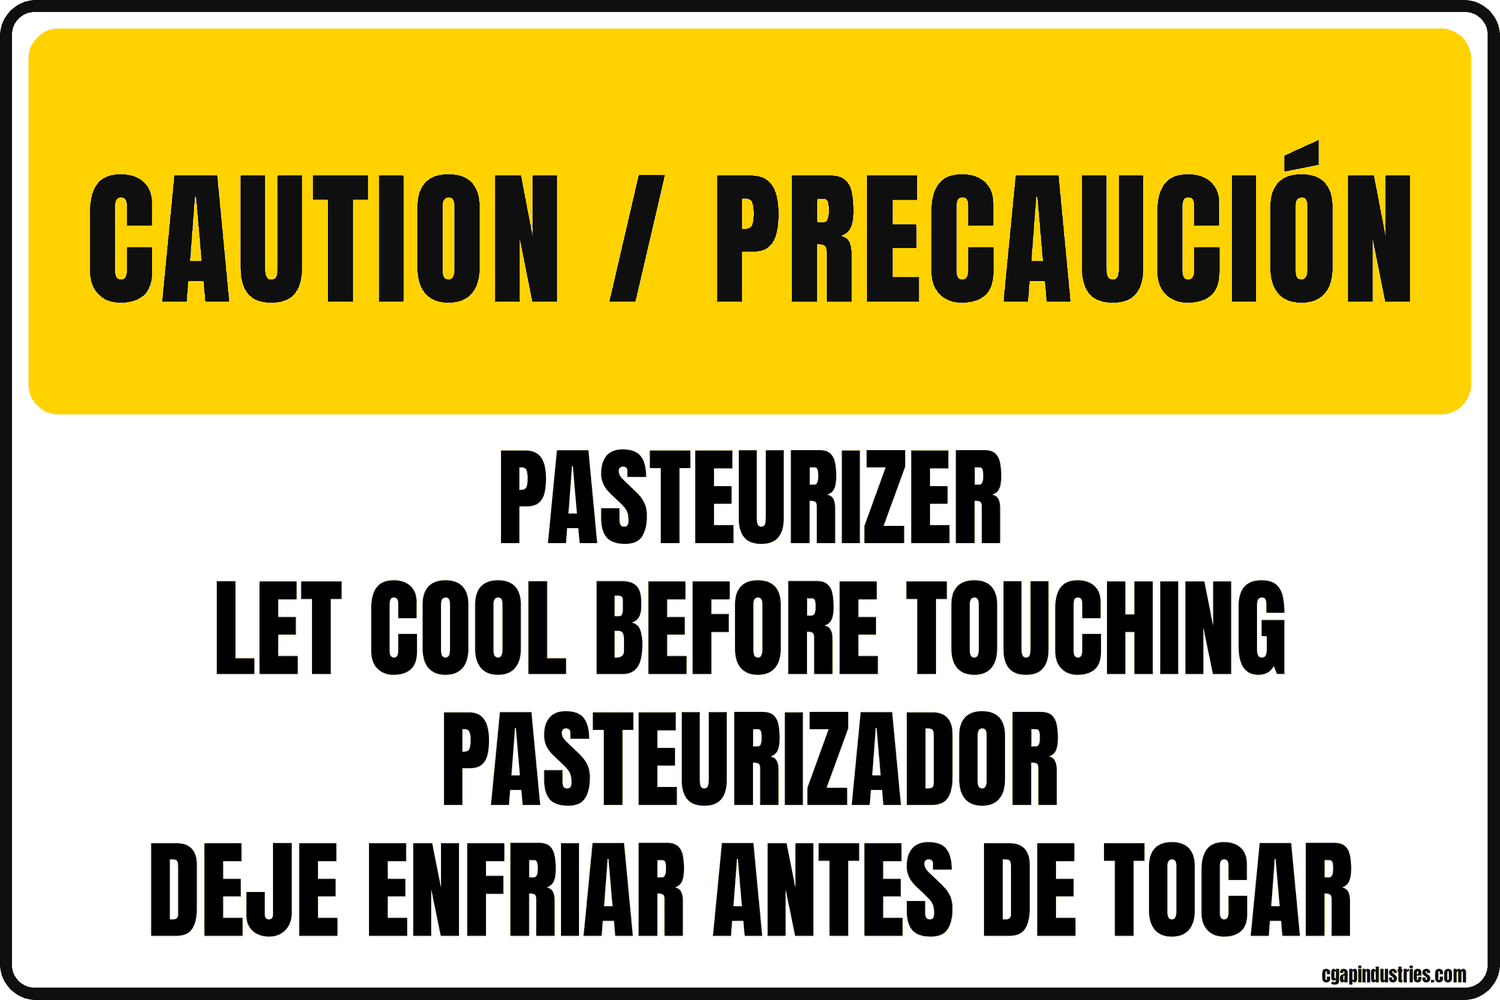 CAUTION / PRECAUCIÓN
PASTEURIZER
LET COOL BEFORE TOUCHING
PASTEURIZADOR
DEJE ENFRIAR ANTES DE TOCAR
cgapindustries.com